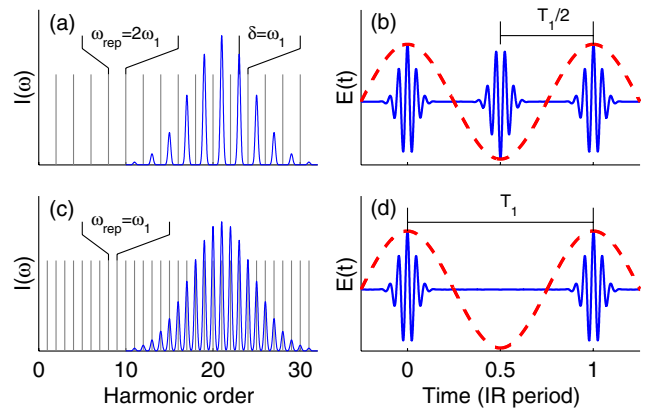 (a)
ω_rep=2ω_1
δ=ω_1
I(ω)
(b)
T_1/2
E(t)
(c)
ω_rep=ω_1
I(ω)
0 10 20 30
Harmonic order
(d)
T_1
E(t)
0 0.5 1
Time (IR period)